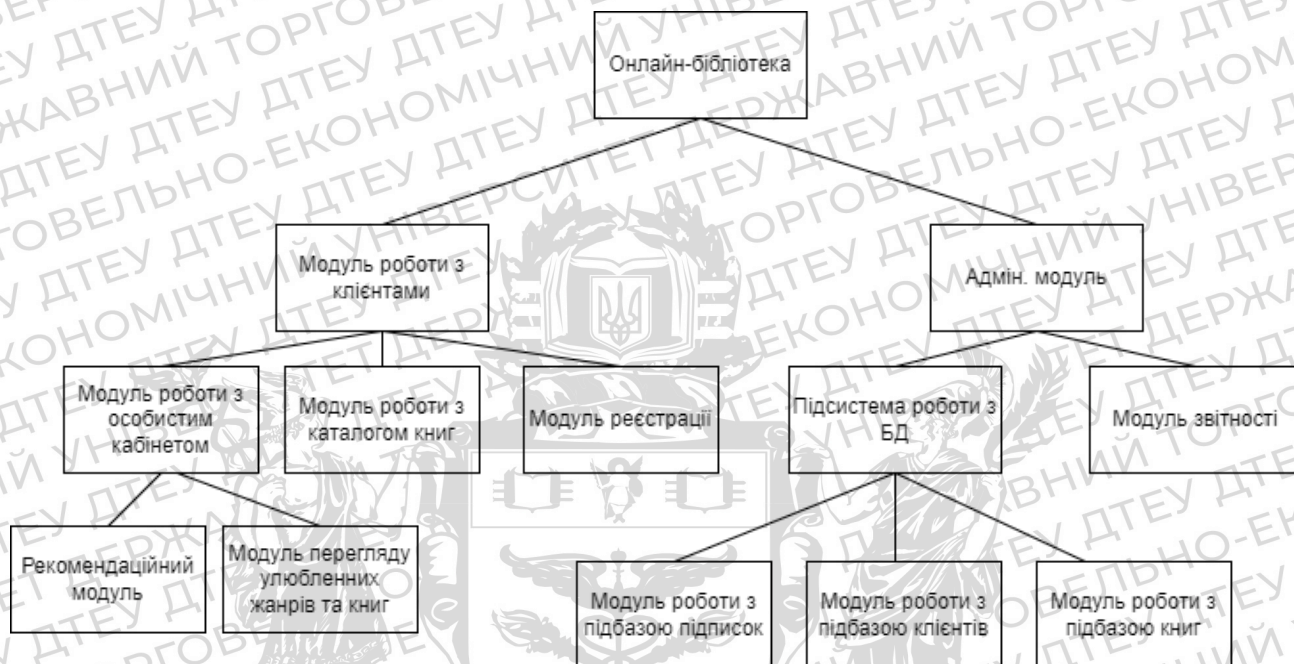 Онлайн-бібліотека
Модуль роботи з
клієнтами
Адмін. модуль
Модуль роботи з
особистим
кабінетом
Модуль роботи з
каталогом книг
Модуль реєстрації
Підсистема роботи з
БД
Модуль звітності
Рекомендаційний
модуль
Модуль перегляду
улюбленних
жанрів та книг
Модуль роботи з
підбазою підписок
Модуль роботи з
підбазою клієнтів
Модуль роботи з
підбазою книг